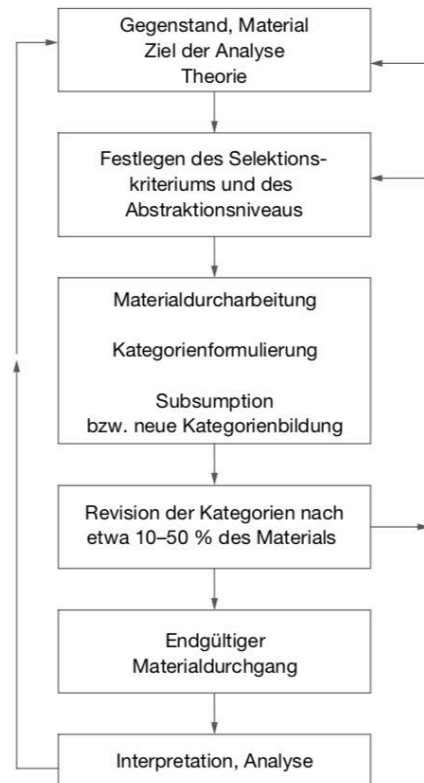 Gegenstand, Material
Ziel der Analyse
Theorie
Festlegen des Selektions-
kriteriums und des
Abstraktionsniveaus
Materialdurcharbeitung
Kategorienformulierung
Subsumption
bzw. neue Kategorienbildung
Revision der Kategorien nach
etwa 10–50 % des Materials
Endgültiger
Materialdurchgang
Interpretation, Analyse